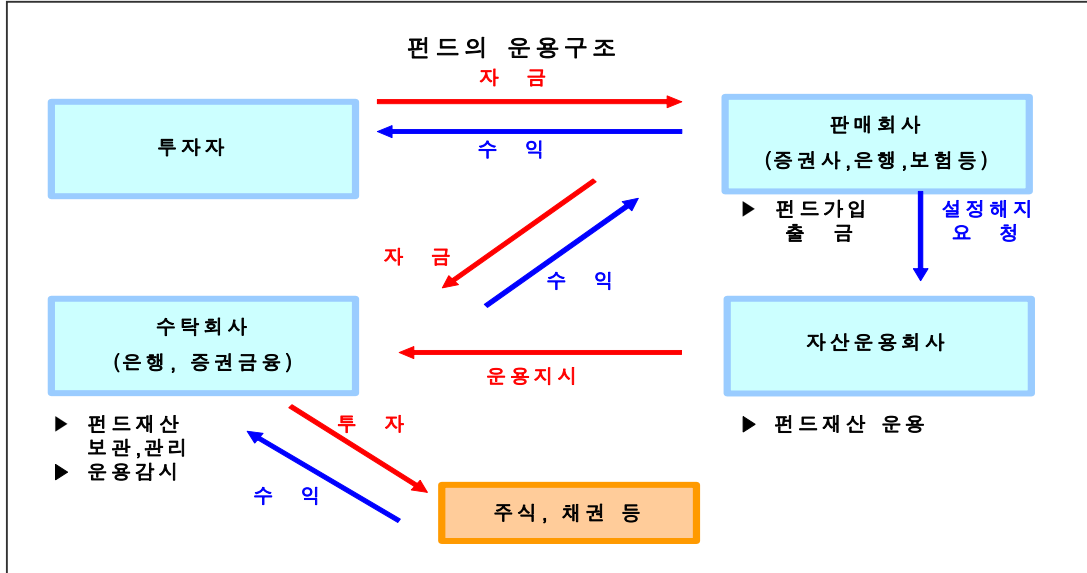 펀드의 운용구조
자 금
투자자
수 익
판매회사
(증권사,은행,보험등)
▶ 펀드가입
출 금
설정해지
요 청
자 금
수 익
수탁회사
(은행, 증권금융)
운용지시
자산운용회사
▶ 펀드재산
보관,관리
▶ 운용감시
투 자
▶ 펀드재산 운용
수 익
주식, 채권 등